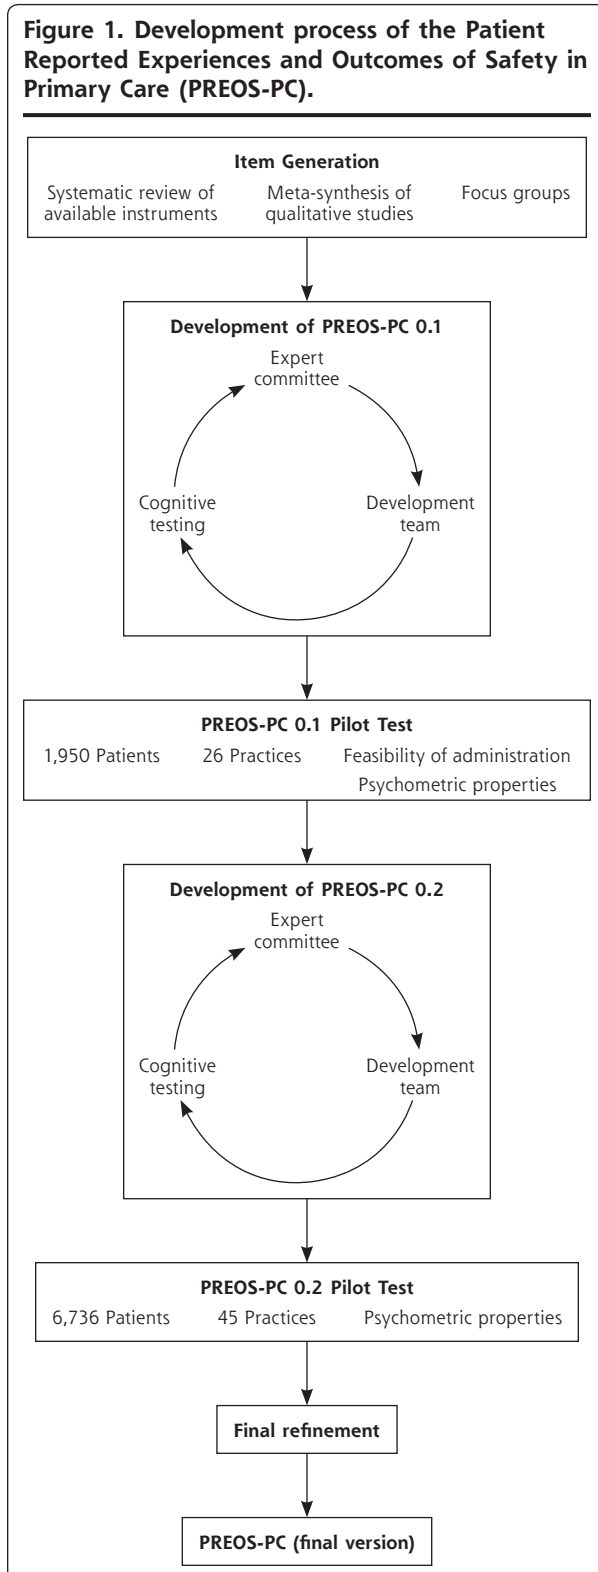 Figure 1. Development process of the Patient
Reported Experiences and Outcomes of Safety in
Primary Care (PREOS-PC).
Item Generation
Systematic review of
available instruments
Meta-synthesis of
qualitative studies
Focus groups
Development of PREOS-PC 0.1
Expert
committee
Cognitive
testing
Development
team
PREOS-PC 0.1 Pilot Test
1,950 Patients
26 Practices
Feasibility of administration
Psychometric properties
Development of PREOS-PC 0.2
Expert
committee
Cognitive
testing
Development
team
PREOS-PC 0.2 Pilot Test
6,736 Patients
45 Practices
Psychometric properties
Final refinement
PREOS-PC (final version)